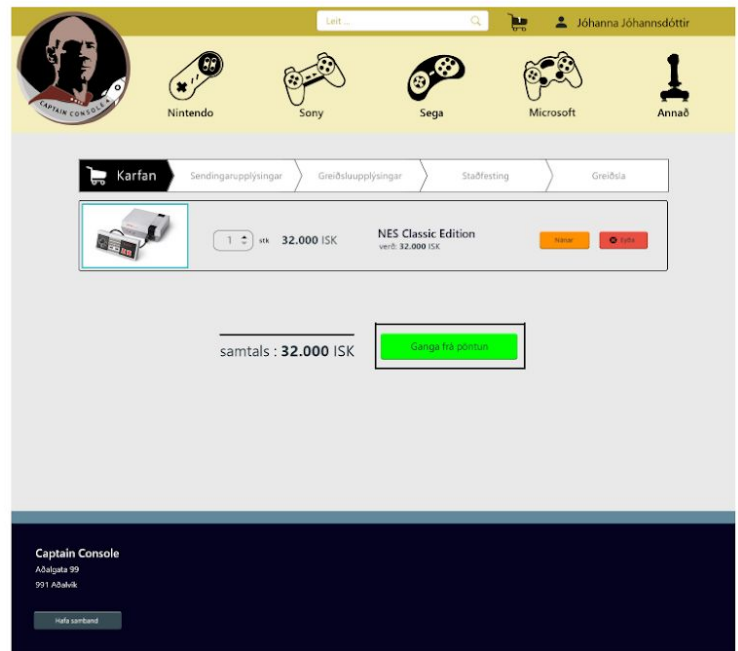 Leit ...
1
Jóhanna Jóhannsdóttir
CAPTAIN CONSOLE
Nintendo
Sony
Sega
Microsoft
Annað
Karfan
Sendingarupplýsingar
Greiðsluupplýsingar
Staðfesting
Greiðsla
1 stk 32.000 ISK
NES Classic Edition
verð: 32.000 ISK
Nánar
samtals : 32.000 ISK
Ganga frá pöntun
Captain Console
Aðalgata 99
991 Aðalvík
Hafa samband